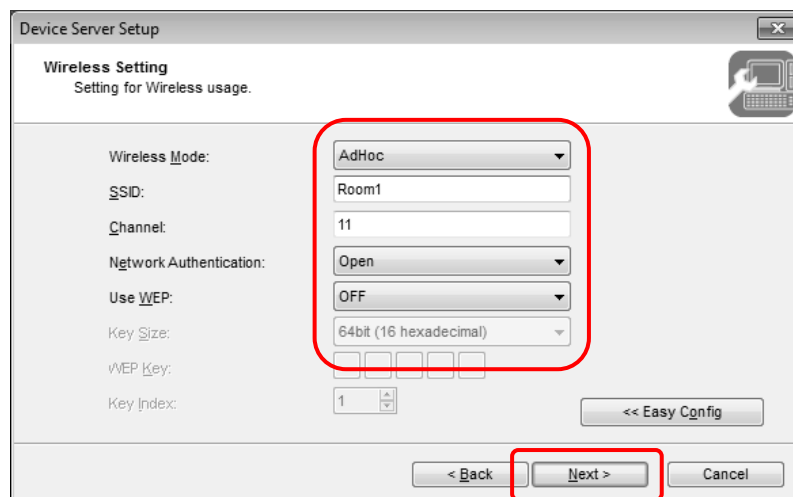 Device Server Setup
Wireless Setting
Setting for Wireless usage.
Wireless Mode: AdHoc
SSID: Room1
Channel: 11
Network Authentication: Open
Use WEP: OFF
Key Size: 64bit (16 hexadecimal)
WEP Key:
Key Index: 1
<< Easy Config
< Back Next > Cancel